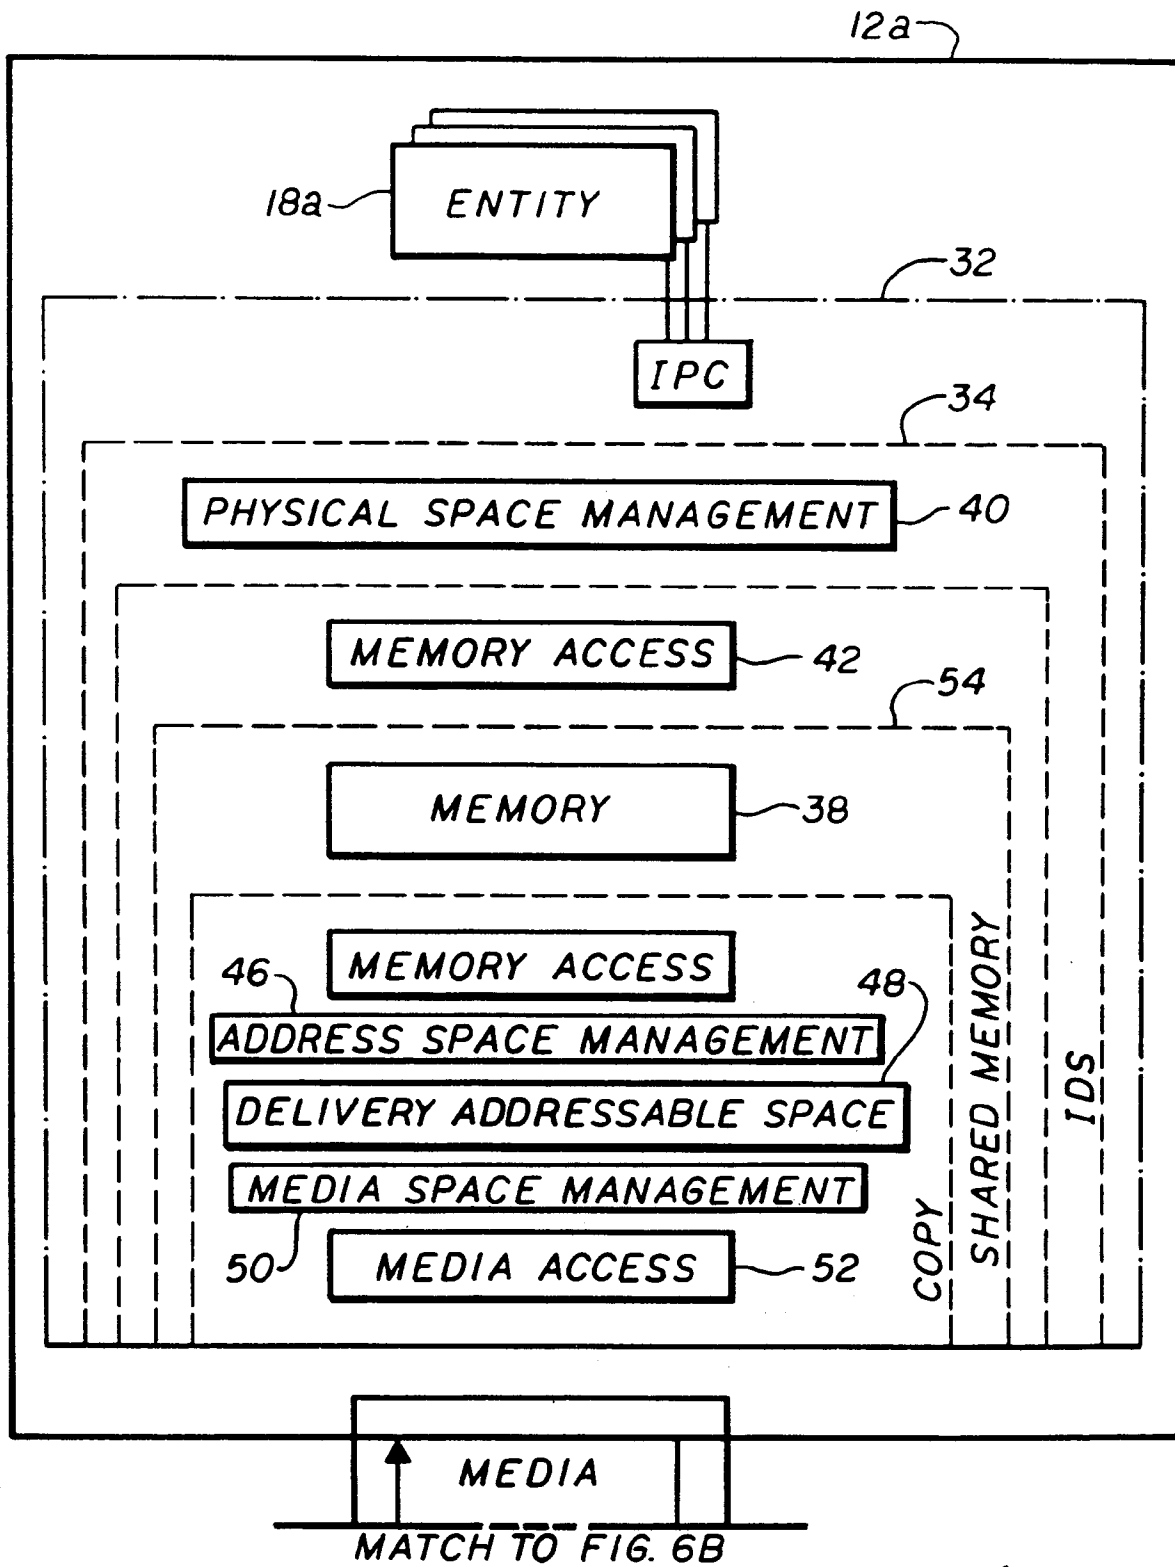 12a
ENTITY
18a
32
IPC
34
PHYSICAL SPACE MANAGEMENT
40
MEMORY ACCESS
42
54
MEMORY
38
MEMORY ACCESS
46
48
ADDRESS SPACE MANAGEMENT
DELIVERY ADDRESSABLE SPACE
MEDIA SPACE MANAGEMENT
50
MEDIA ACCESS
52
COPY
SHARED MEMORY
IDS
MEDIA
MATCH TO FIG. 6B